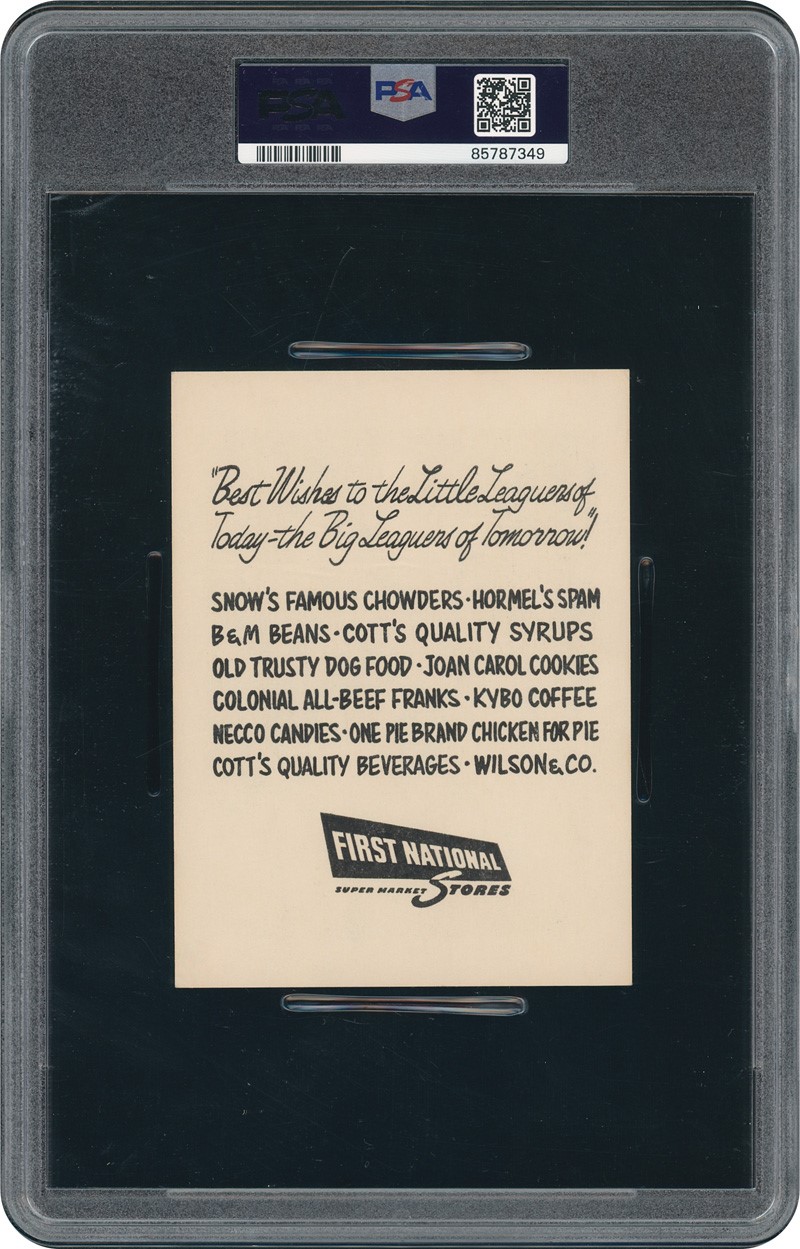 PSA
PSA
85787349
"Best Wishes to the Little Leaguers of
Today-the Big Leaguers of Tomorrow!"
SNOW'S FAMOUS CHOWDERS·HORMEL'S SPAM
B&M BEANS·COTT'S QUALITY SYRUPS
OLD TRUSTY DOG FOOD·JOAN CAROL COOKIES
COLONIAL ALL-BEEF FRANKS·KYBO COFFEE
NECCO CANDIES·ONE PIE BRAND CHICKEN FOR PIE
COTT'S QUALITY BEVERAGES·WILSON & CO.
FIRST NATIONAL
SUPER MARKET STORES